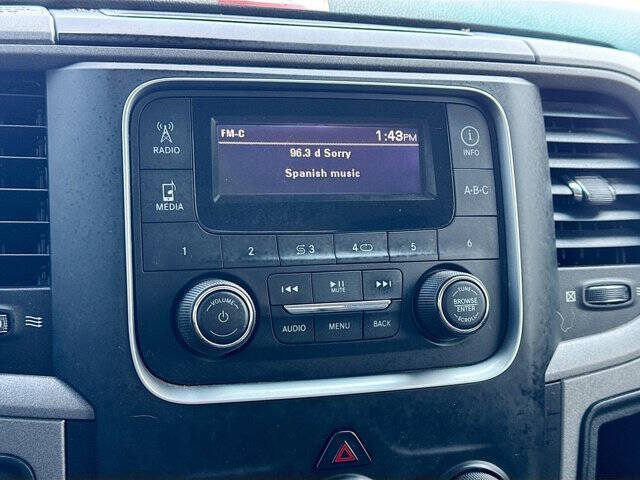 FM-C 1:43PM
96.3 d Sorry
Spanish music
RADIO
INFO
MEDIA
A-B-C
1 2 3 4 5 6
VOLUME
MUTE
TUNE
BROWSE
ENTER
SCROLL
AUDIO MENU BACK